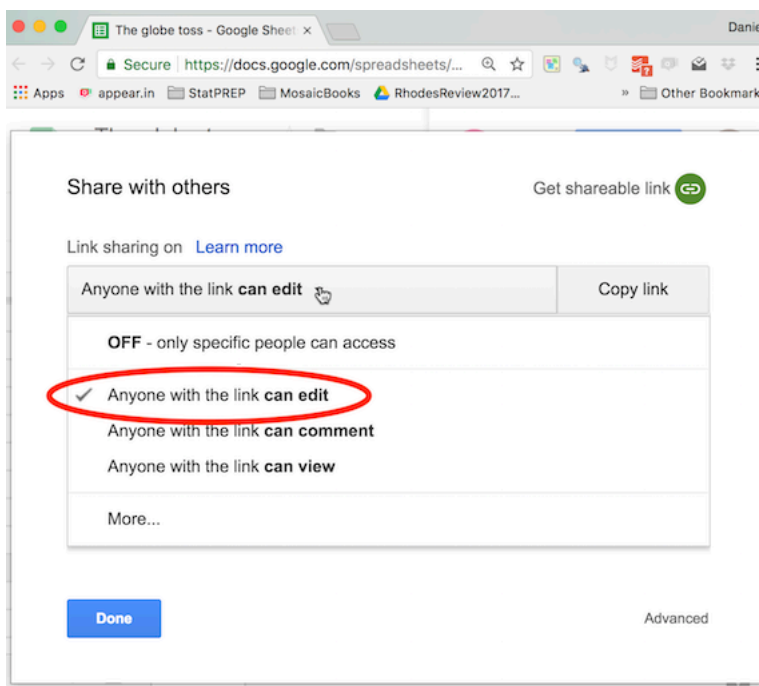 The globe toss - Google Sheet ×
Danie
Secure https://docs.google.com/spreadsheets/...
Apps appear.in StatPREP MosaicBooks RhodesReview2017... » Other Bookmark
Share with others
Get shareable link
Link sharing on Learn more
Anyone with the link can edit
Copy link
OFF - only specific people can access
Anyone with the link can edit
Anyone with the link can comment
Anyone with the link can view
More...
Done
Advanced